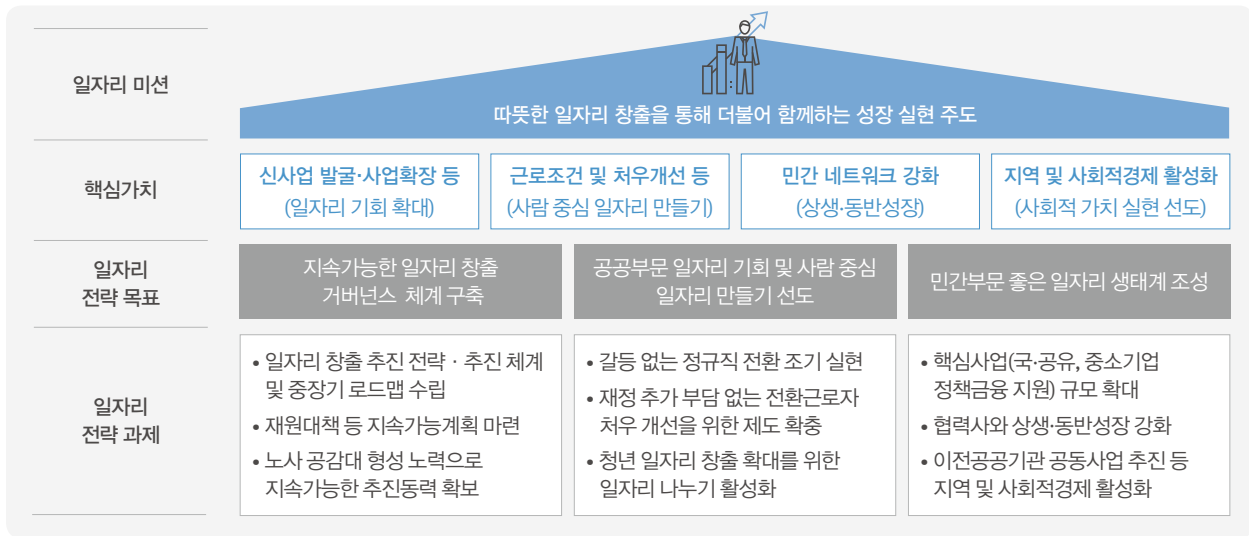 일자리 미션
따뜻한 일자리 창출을 통해 더불어 함께하는 성장 실현 주도
핵심가치
신사업 발굴·사업확장 등
(일자리 기회 확대)
근로조건 및 처우개선 등
(사람 중심 일자리 만들기)
민간 네트워크 강화
(상생·동반성장)
지역 및 사회적경제 활성화
(사회적 가치 실현 선도)
일자리
전략 목표
지속가능한 일자리 창출
거버넌스 체계 구축
공공부문 일자리 기회 및 사람 중심
일자리 만들기 선도
민간부문 좋은 일자리 생태계 조성
일자리
전략 과제
• 일자리 창출 추진 전략 · 추진 체계
및 중장기 로드맵 수립
• 재원대책 등 지속가능계획 마련
• 노사 공감대 형성 노력으로
지속가능한 추진동력 확보
• 갈등 없는 정규직 전환 조기 실현
• 재정 추가 부담 없는 전환근로자
처우 개선을 위한 제도 확충
• 청년 일자리 창출 확대를 위한
일자리 나누기 활성화
• 핵심사업(국·공유, 중소기업
정책금융 지원) 규모 확대
• 협력사와 상생·동반성장 강화
• 이전공공기관 공동사업 추진 등
지역 및 사회적경제 활성화